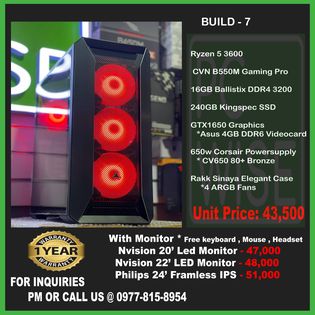 BUILD - 7
Ryzen 5 3600
CVN B550M Gaming Pro
16GB Ballistix DDR4 3200
240GB Kingspec SSD
GTX1650 Graphics
*Asus 4GB DDR6 Videocard
650w Corsair Powersupply
* CV650 80+ Bronze
Rakk Sinaya Elegant Case
*4 ARGB Fans
Unit Price: 43,500
WARRANTY
1YEAR
WARRANTY
With Monitor * Free keyboard , Mouse , Headset
Nvision 20' Led Monitor - 47,000
Nvision 22' LED Monitor - 48,000
Philips 24' Framless IPS - 51,000
FOR INQUIRIES
PM OR CALL US @ 0977-815-8954